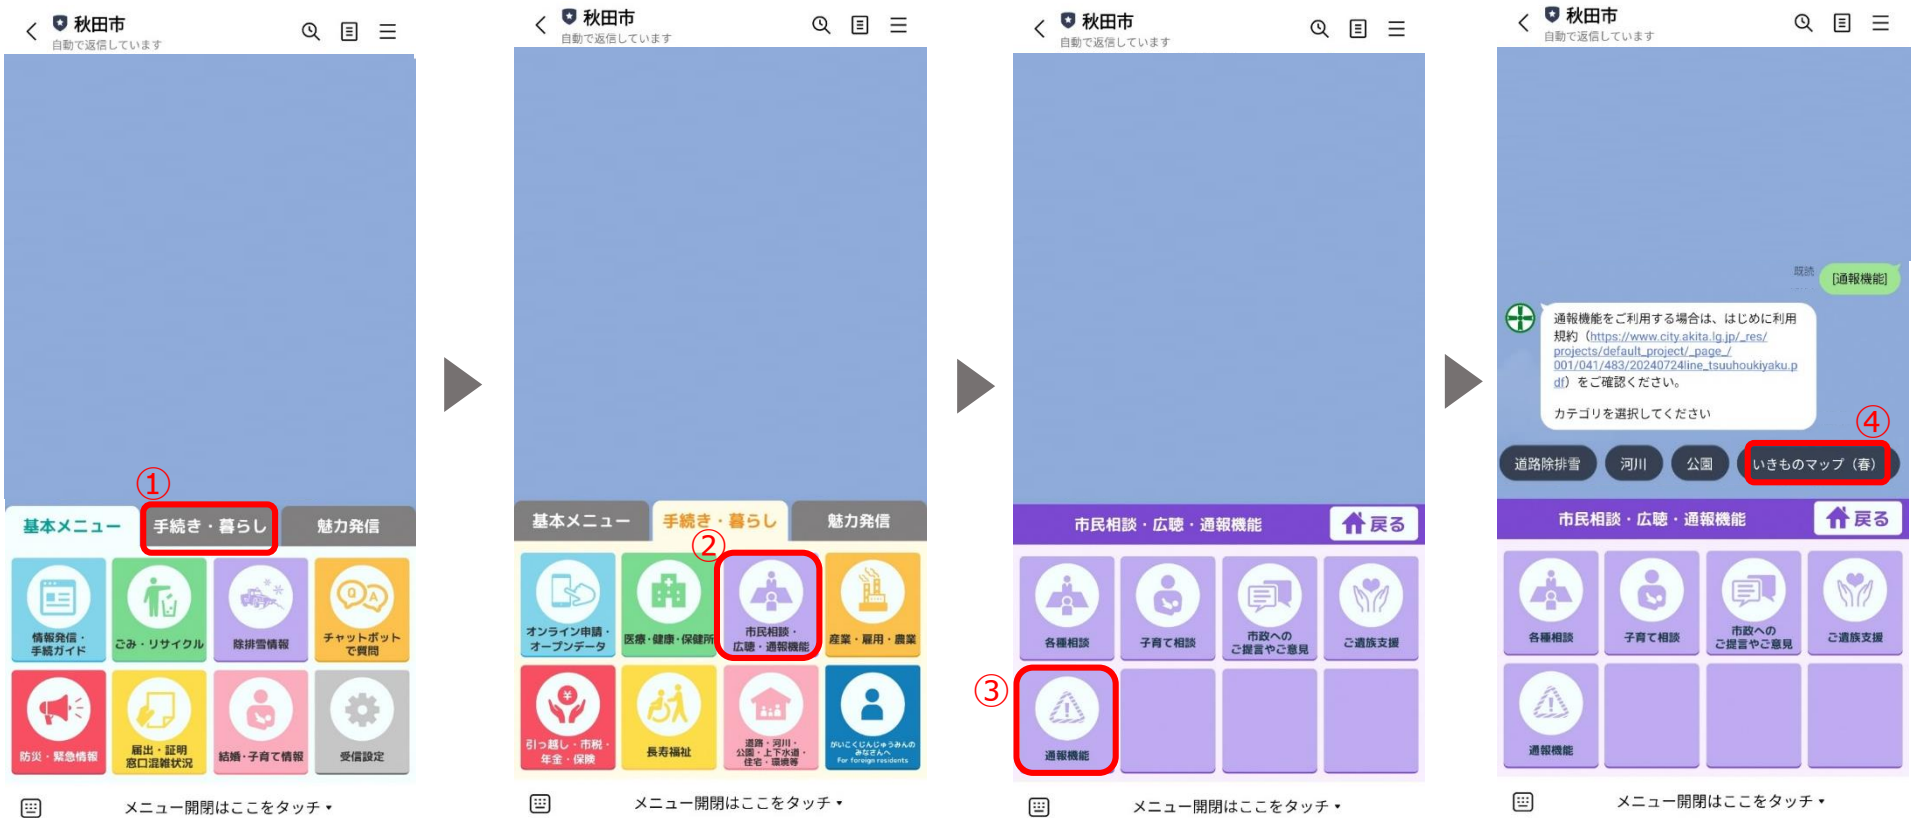 秋田市
自動で返信しています
①
基本メニュー
手続き・暮らし
魅力発信
情報発信・
手続ガイド
ごみ・リサイクル
除排雪情報
Q A
チャットボット
で質問
防災・緊急情報
届出・証明
窓口混雑状況
結婚・子育て情報
受信設定
メニュー開閉はここをタッチ▾
秋田市
自動で返信しています
基本メニュー
手続き・暮らし
魅力発信
②
オンライン申請・
オープンデータ
医療・健康・保健所
市民相談・
広聴・通報機能
産業・雇用・農業
¥
引っ越し・市税・
年金・保険
長寿福祉
道路・河川・
公園・上下水道・
住宅・環境等
がいこくじんじゅうみんの
みなさんへ
For foreign residents
メニュー開閉はここをタッチ▾
秋田市
自動で返信しています
市民相談・広聴・通報機能
戻る
各種相談
子育て相談
市政への
ご提言やご意見
ご遺族支援
③
通報機能
メニュー開閉はここをタッチ▾
秋田市
自動で返信しています
既読
[通報機能]
通報機能をご利用する場合は、はじめに利用
規約（https://www.city.akita.lg.jp/_res/
projects/default_project/_page_/
001/041/483/20240724line_tsuuhoukiyaku.p
df）をご確認ください。
カテゴリを選択してください
④
道路除排雪
河川
公園
いきものマップ（春）
市民相談・広聴・通報機能
戻る
各種相談
子育て相談
市政への
ご提言やご意見
ご遺族支援
通報機能
メニュー開閉はここをタッチ▾